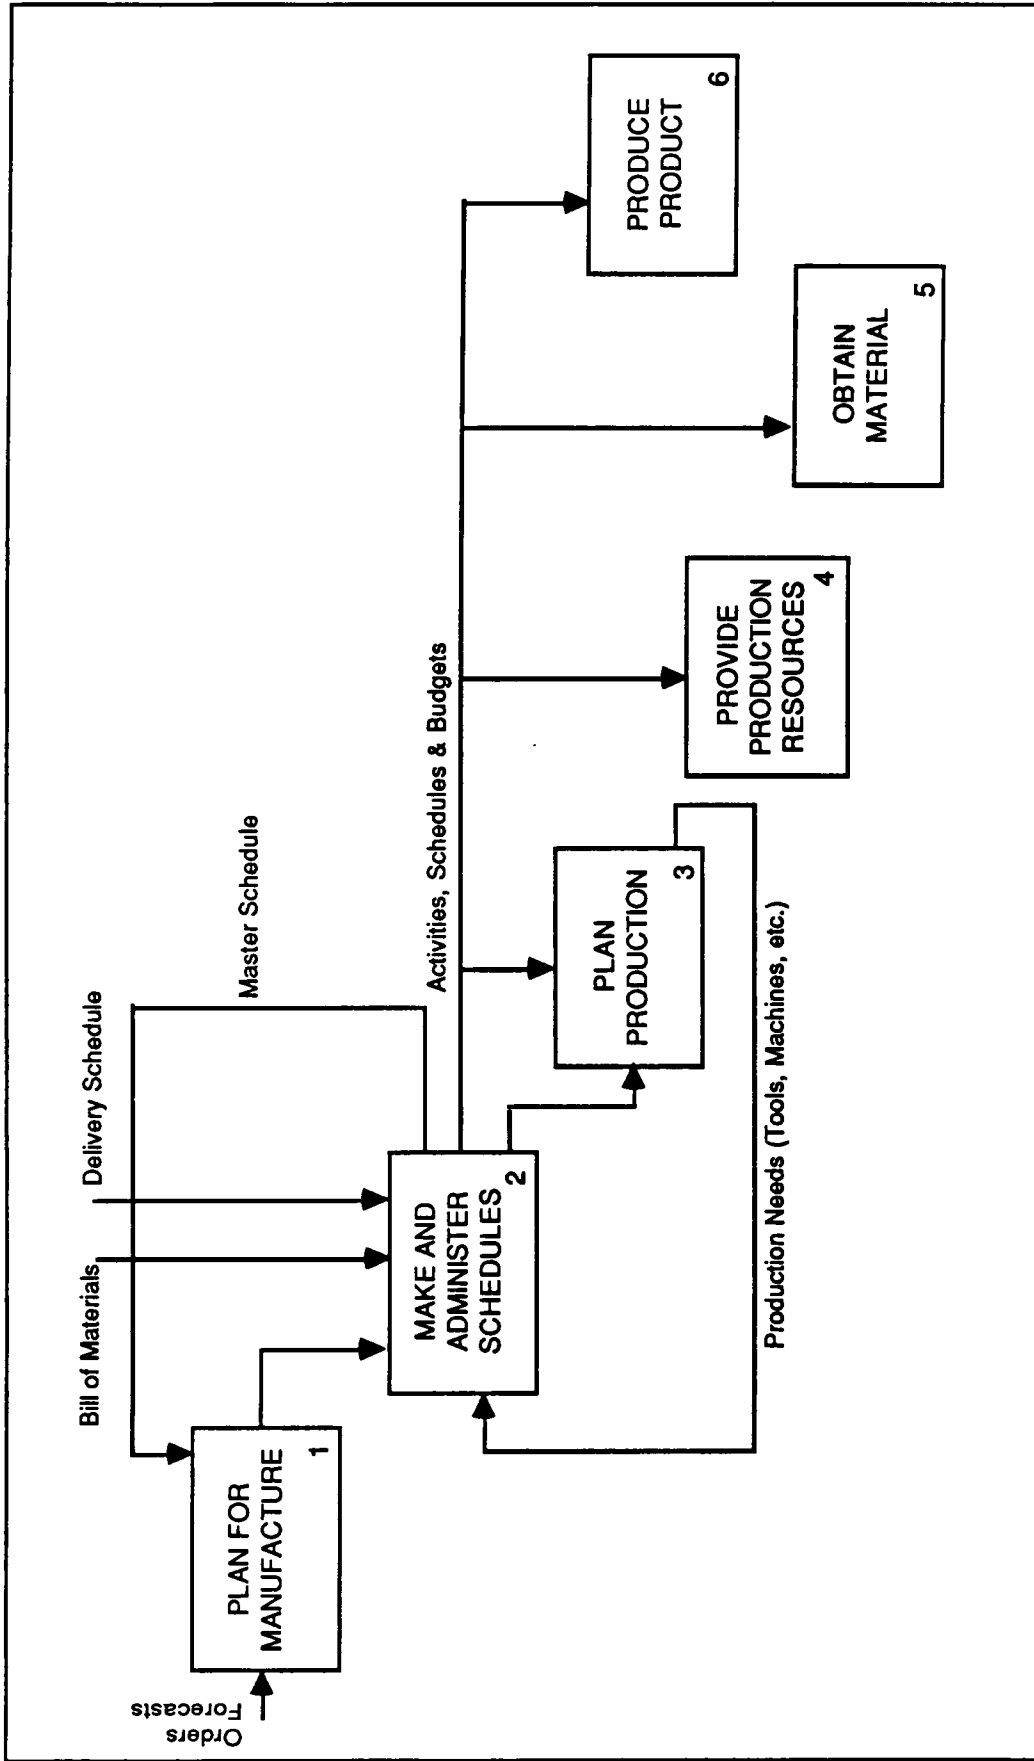 Orders
Forecasts
PLAN FOR
MANUFACTURE
1
Bill of Materials
Delivery Schedule
Master Schedule
MAKE AND
ADMINISTER
SCHEDULES
2
Activities, Schedules & Budgets
PLAN
PRODUCTION
3
Production Needs (Tools, Machines, etc.)
PROVIDE
PRODUCTION
RESOURCES
4
OBTAIN
MATERIAL
5
PRODUCE
PRODUCT
6